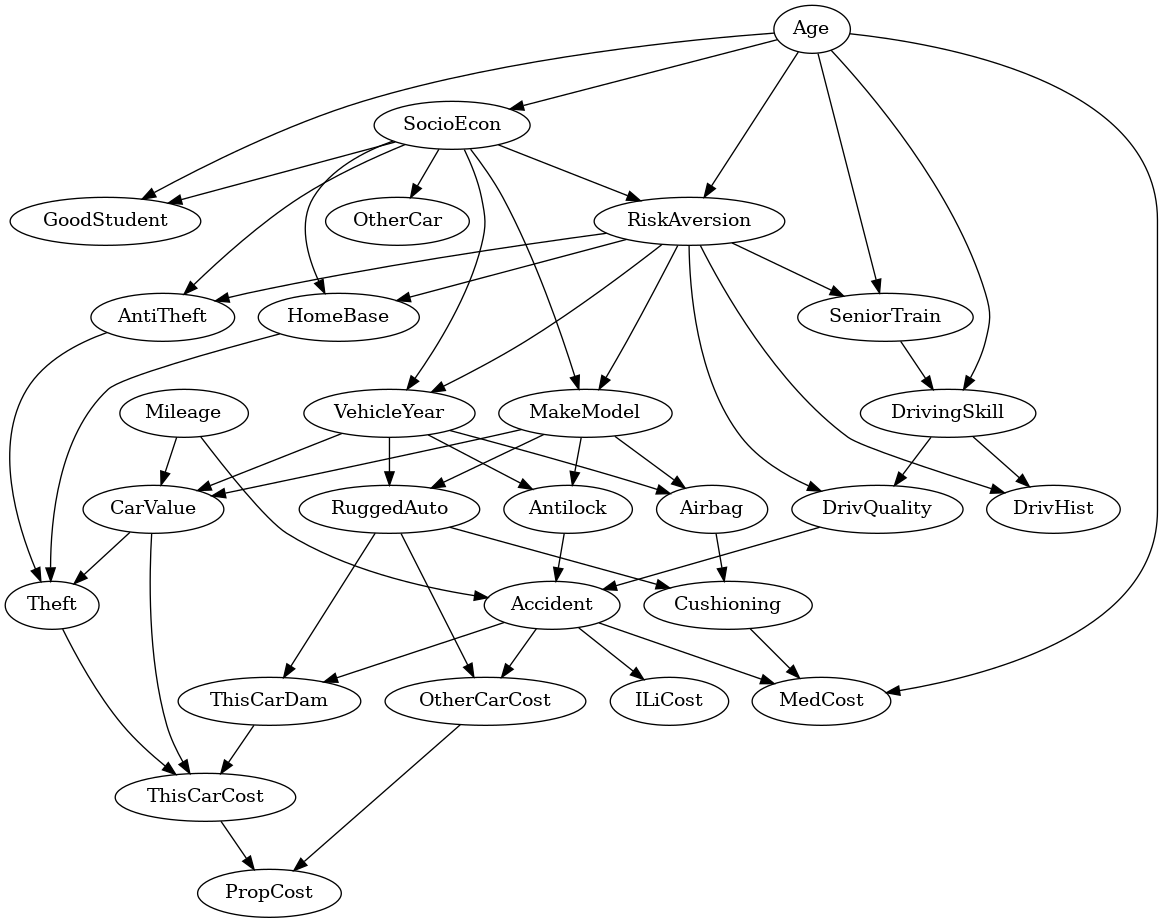 Age
SocioEcon
GoodStudent
OtherCar
RiskAversion
AntiTheft
HomeBase
SeniorTrain
Mileage
VehicleYear
MakeModel
DrivingSkill
CarValue
RuggedAuto
Antilock
Airbag
DrivQuality
DrivHist
Theft
Accident
Cushioning
ThisCarDam
OtherCarCost
ILiCost
MedCost
ThisCarCost
PropCost